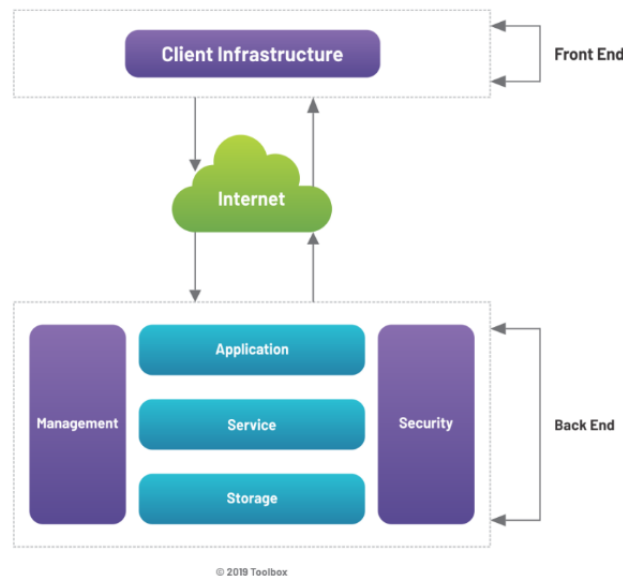 Client Infrastructure
Front End
Internet
Application
Management
Service
Security
Back End
Storage
© 2019 Toolbox